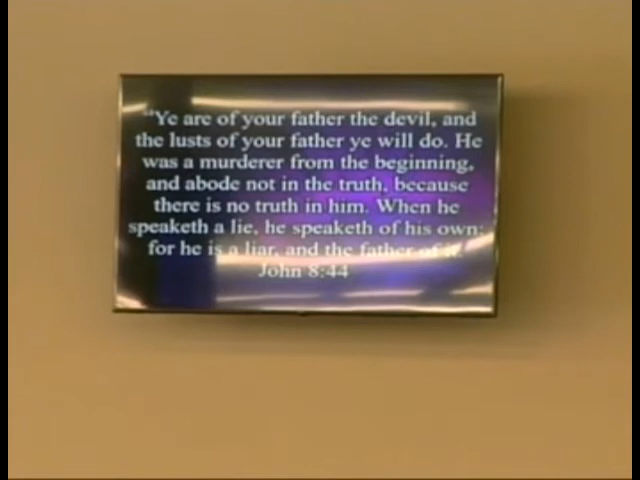 "Ye are of your father the devil, and
the lusts of your father ye will do. He
was a murderer from the beginning,
and abode not in the truth, because
there is no truth in him. When he
speaketh a lie, he speaketh of his own:
for he is a liar, and the father of it.
John 8:44